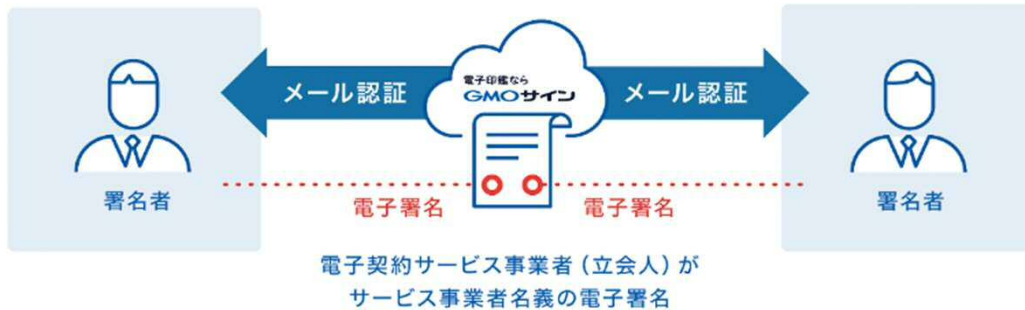 電子印鑑なら
GMOサイン
メール認証
メール認証
署名者
電子署名
電子署名
署名者
電子契約サービス事業者（立会人）が
サービス事業者名義の電子署名